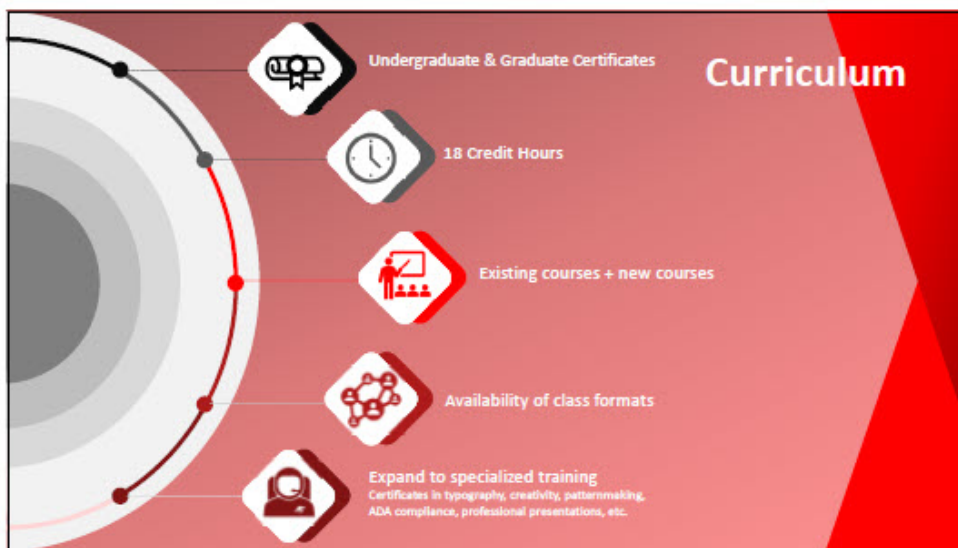 Curriculum
Undergraduate & Graduate Certificates
18 Credit Hours
Existing courses + new courses
Availability of class formats
Expand to specialized training
Certificates in typography, creativity, patternmaking,
ADA compliance, professional presentations, etc.